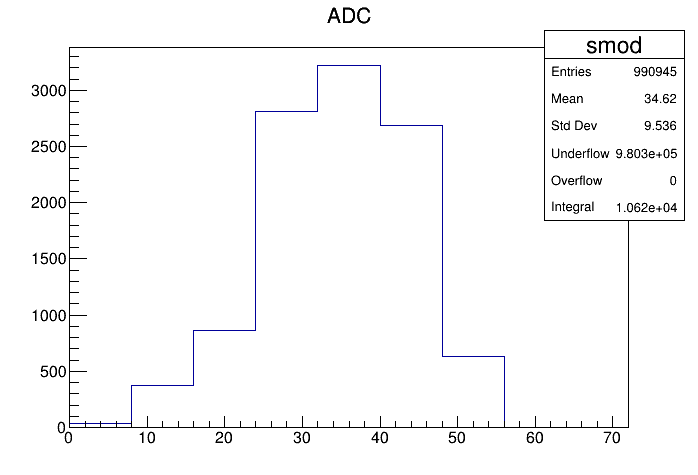 ADC
smod
Entries 990945
Mean 34.62
Std Dev 9.536
Underflow 9.803e+05
Overflow 0
Integral 1.062e+04
3000
2500
2000
1500
1000
500
0
0 10 20 30 40 50 60 70